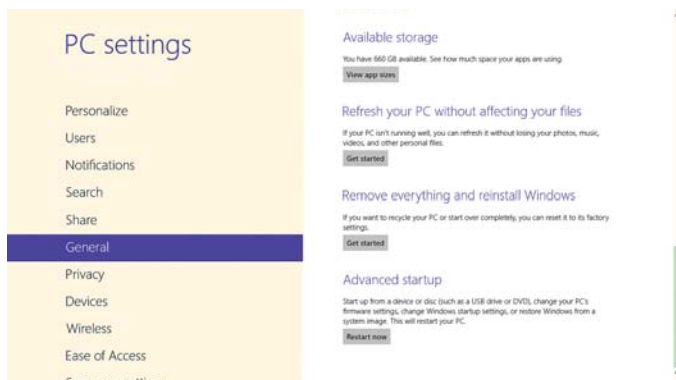 PC settings
Personalize
Users
Notifications
Search
Share
General
Privacy
Devices
Wireless
Ease of Access
Available storage
You have 660 GB available. See how much space your apps are using.
View app sizes
Refresh your PC without affecting your files
If your PC isn't running well, you can refresh it without losing your photos, music,
videos, and other personal files.
Get started
Remove everything and reinstall Windows
If you want to recycle your PC or start over completely, you can reset it to its factory
settings.
Get started
Advanced startup
Start up from a device or disc (such as a USB drive or DVD), change your PC's
firmware settings, change Windows startup settings, or restore Windows from a
system image. This will restart your PC.
Restart now